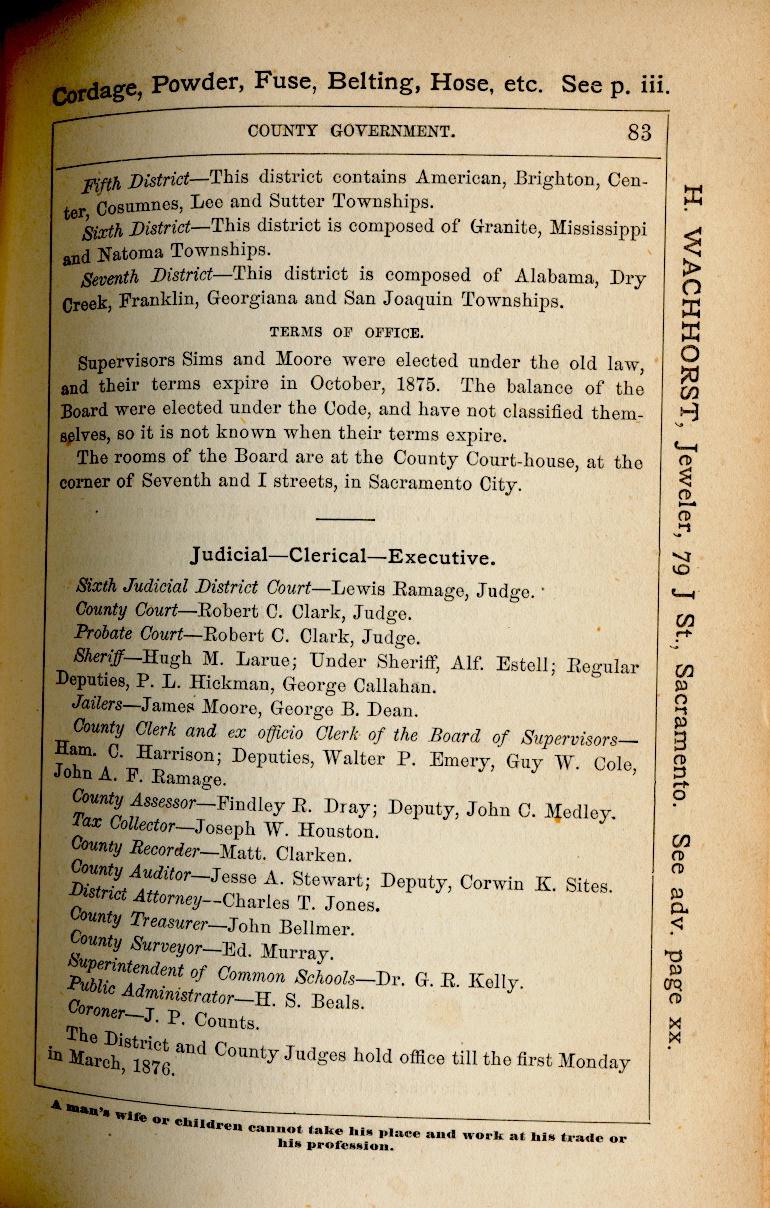 Cordage, Powder, Fuse, Belting, Hose, etc. See p. iii.
COUNTY GOVERNMENT. 83
Fifth District—This district contains American, Brighton, Cen-
ter, Cosumnes, Lee and Sutter Townships.
Sixth District—This district is composed of Granite, Mississippi
and Natoma Townships.
Seventh District—This district is composed of Alabama, Dry
Creek, Franklin, Georgiana and San Joaquin Townships.
TERMS OF OFFICE.
Supervisors Sims and Moore were elected under the old law,
and their terms expire in October, 1875. The balance of the
Board were elected under the Code, and have not classified them-
selves, so it is not known when their terms expire.
The rooms of the Board are at the County Court-house, at the
corner of Seventh and I streets, in Sacramento City.
Judicial—Clerical—Executive.
Sixth Judicial District Court—Lewis Ramage, Judge.
County Court—Robert C. Clark, Judge.
Probate Court—Robert C. Clark, Judge.
Sheriff—Hugh M. Larue; Under Sheriff, Alf. Estell; Regular
Deputies, P. L. Hickman, George Callahan.
Jailers—James Moore, George B. Dean.
County Clerk and ex officio Clerk of the Board of Supervisors—
Ham. C. Harrison; Deputies, Walter P. Emery, Guy W. Cole,
John A. F. Ramage.
County Assessor—Findley R. Dray; Deputy, John C. Medley.
Tax Collector—Joseph W. Houston.
County Recorder—Matt. Clarken.
County Auditor—Jesse A. Stewart; Deputy, Corwin K. Sites.
District Attorney--Charles T. Jones.
County Treasurer—John Bellmer.
County Surveyor—Ed. Murray.
Superintendent of Common Schools—Dr. G. R. Kelly.
Public Administrator—H. S. Beals.
Coroner—J. P. Counts.
The District and County Judges hold office till the first Monday
in March, 1876.
A man's wife or children cannot take his place and work at his trade or
his profession.
H. WACHHORST, Jeweler, 79 J St., Sacramento. See adv. page xx.